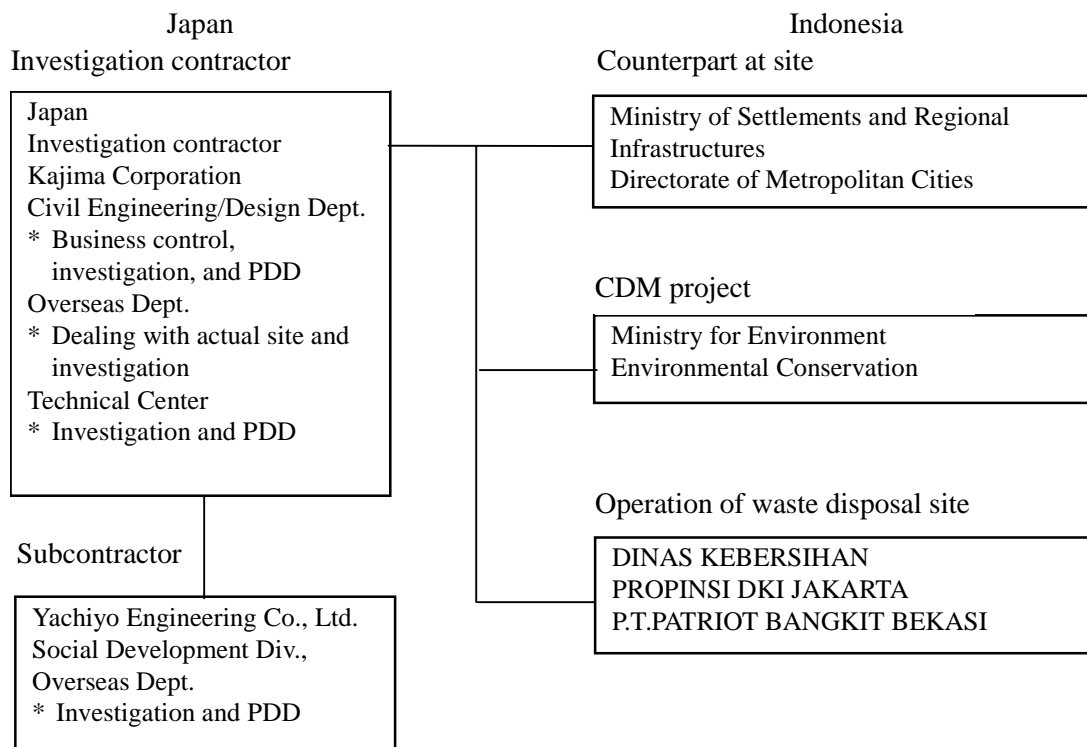 Japan
Investigation contractor
Japan
Investigation contractor
Kajima Corporation
Civil Engineering/Design Dept.
* Business control,
investigation, and PDD
Overseas Dept.
* Dealing with actual site and
investigation
Technical Center
* Investigation and PDD
Subcontractor
Yachiyo Engineering Co., Ltd.
Social Development Div.,
Overseas Dept.
* Investigation and PDD
Indonesia
Counterpart at site
Ministry of Settlements and Regional
Infrastructures
Directorate of Metropolitan Cities
CDM project
Ministry for Environment
Environmental Conservation
Operation of waste disposal site
DINAS KEBERSIHAN
PROPINSI DKI JAKARTA
P.T.PATRIOT BANGKIT BEKASI